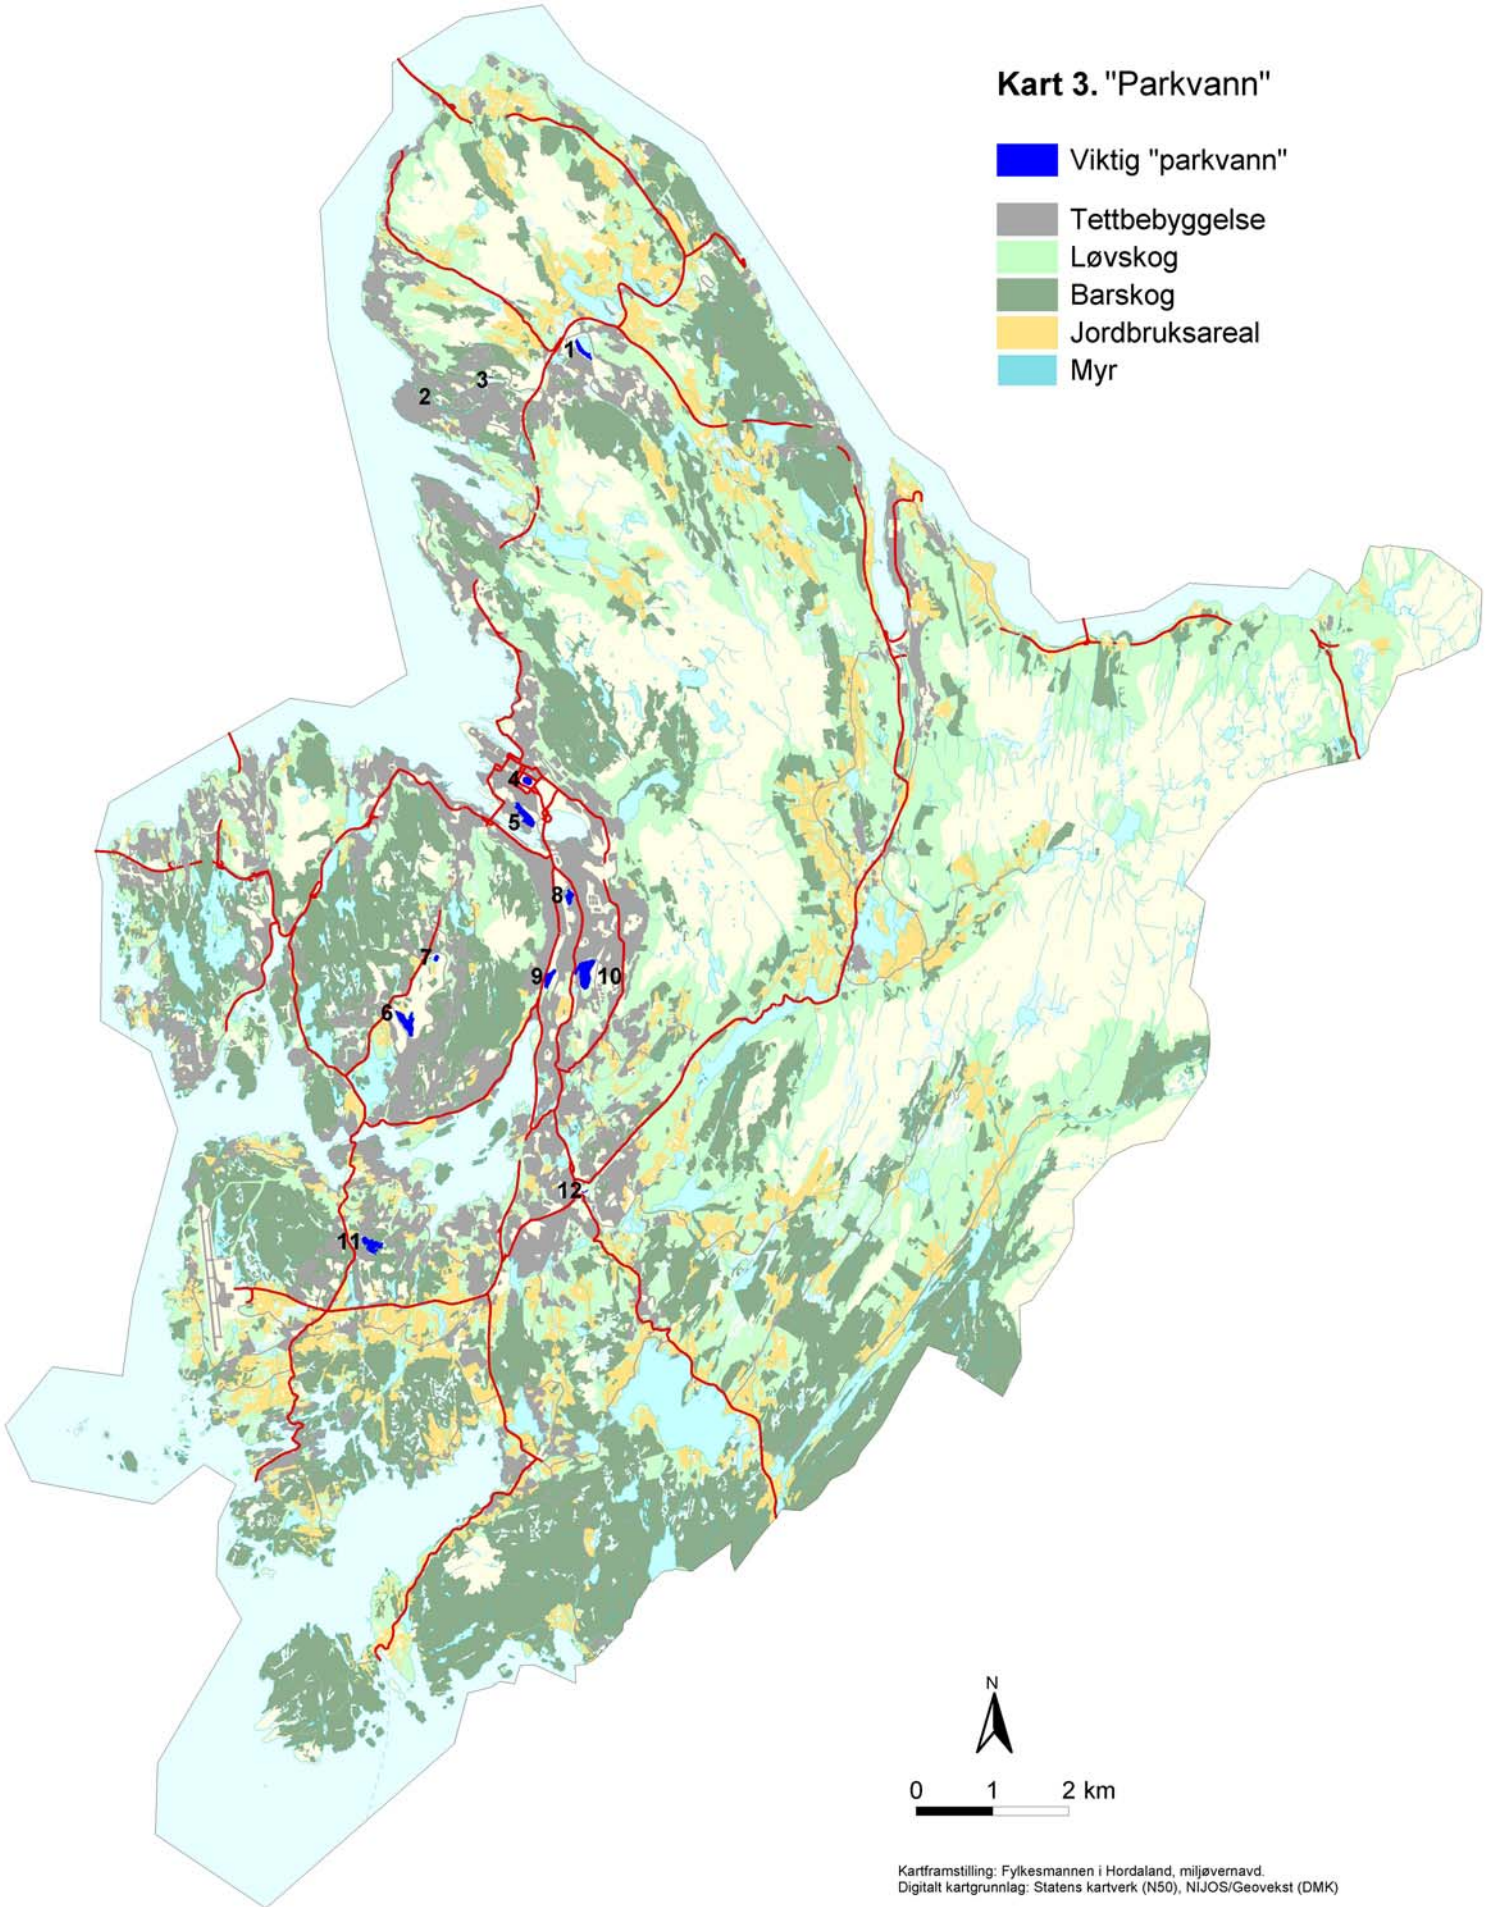 Kart 3. "Parkvann"
Viktig "parkvann"
Tettbebyggelse
Løvskog
Barskog
Jordbruksareal
Myr
1
3
2
4
5
8
7
9
10
6
12
11
N
0 1 2 km
Kartframstilling: Fylkesmannen i Hordaland, miljøvernavd.
Digitalt kartgrunnlag: Statens kartverk (N50), NIJOS/Geovekst (DMK)